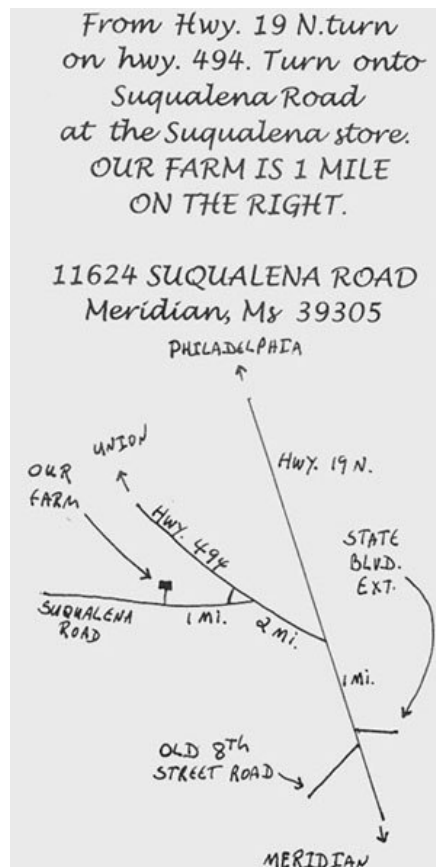 From Hwy. 19 N.turn
on hwy. 494. Turn onto
Suqualena Road
at the Suqualena store.
OUR FARM IS 1 MILE
ON THE RIGHT.
11624 SUQUALENA ROAD
Meridian, Ms 39305
PHILADELPHIA
UNION
HWY. 19 N.
OUR
FARM
HWY. 494
STATE
BLVD.
EXT.
SUQUALENA
ROAD
1 Mi.
2 Mi.
1 Mi.
OLD 8TH
STREET ROAD
MERIDIAN